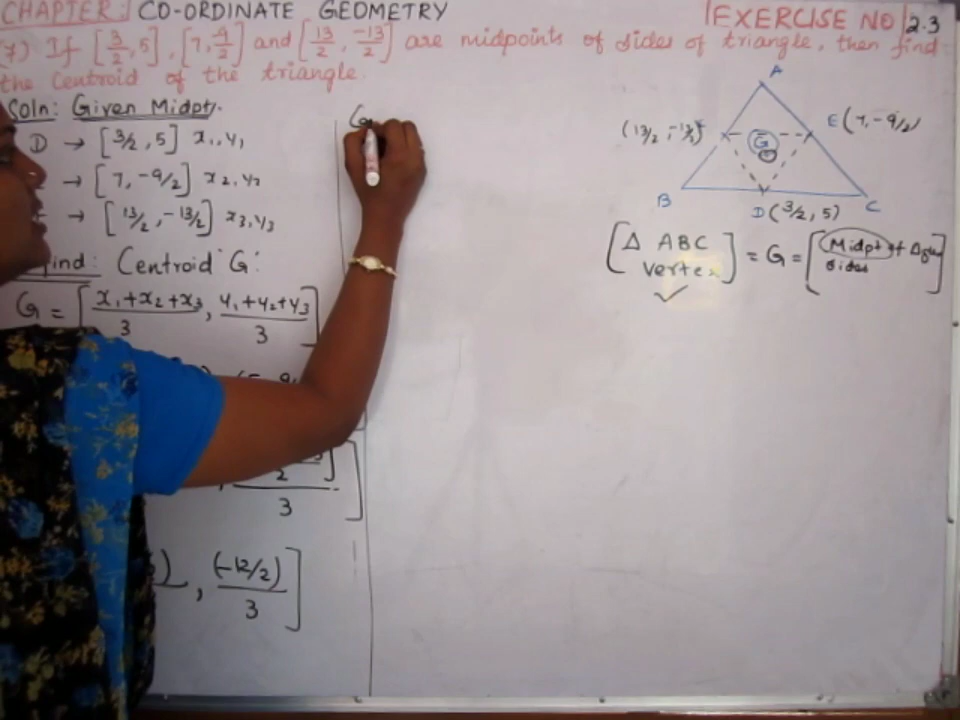 CHAPTER: CO-ORDINATE GEOMETRY
EXERCISE NO 2.3
(7) If [3/2, 5], [7, -9/2] and [13/2, -13/2] are midpoints of sides of triangle, then find
the Centroid of the triangle.
Soln: Given Midpts.
D → [3/2, 5] x₁, y₁
→ [7, -9/2] x₂, y₂
→ [13/2, -13/2] x₃, y₃
find: Centroid 'G'.
G = [x₁+x₂+x₃/3, y₁+y₂+y₃/3]
2
3
, (-12/2)/3]
G
A
(13/2, -13/2)
E(7, -9/2)
G
B
D(3/2, 5)
C
[Δ ABC vertex] = G = [Midpt of Δ sides]